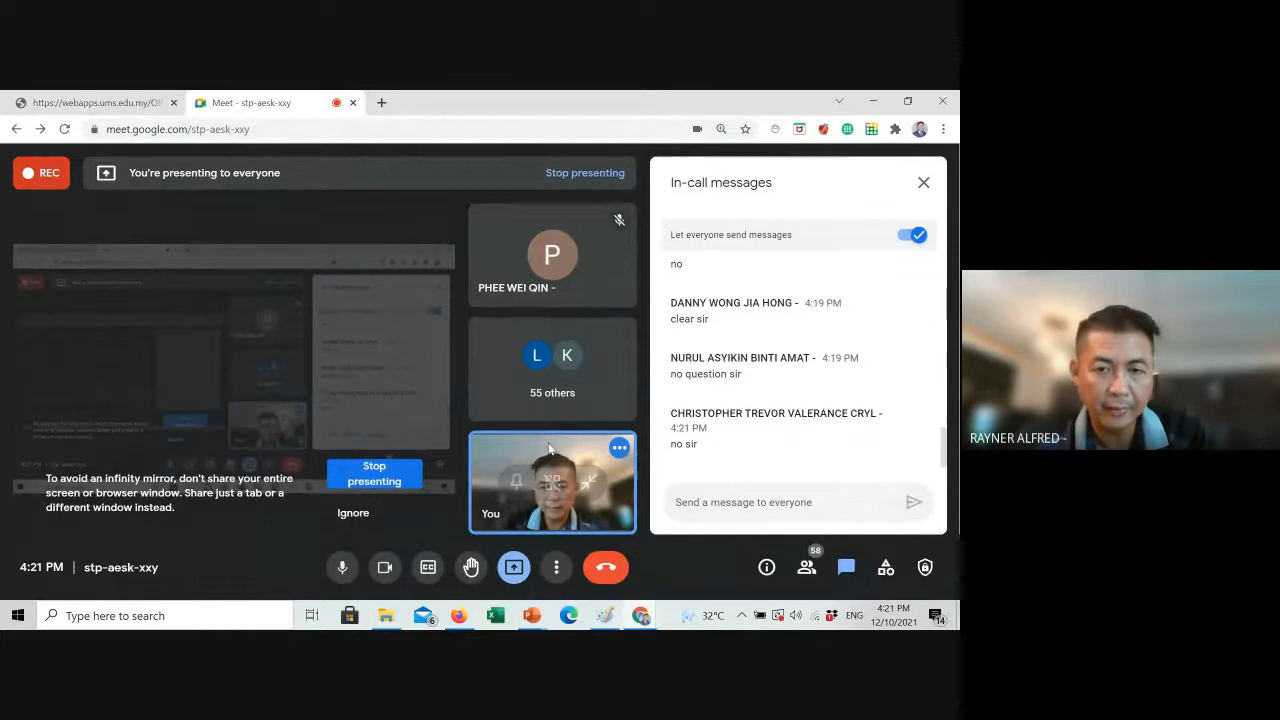 https://webapps.ums.edu.my/Of
Meet - stp-aesk-xxy
meet.google.com/stp-aesk-xxy
REC
You're presenting to everyone
Stop presenting
In-call messages
Let everyone send messages
no
DANNY WONG JIA HONG - 4:19 PM
clear sir
NURUL ASYIKIN BINTI AMAT - 4:19 PM
no question sir
CHRISTOPHER TREVOR VALERANCE CRYL -
4:21 PM
no sir
Send a message to everyone
P
PHEE WEI QIN -
L K
55 others
You
To avoid an infinity mirror, don't share your entire
screen or browser window. Share just a tab or a
different window instead.
Stop
presenting
Ignore
RAYNER ALFRED -
4:21 PM | stp-aesk-xxy
58
Type here to search
6
32°C
ENG
4:21 PM
12/10/2021
14